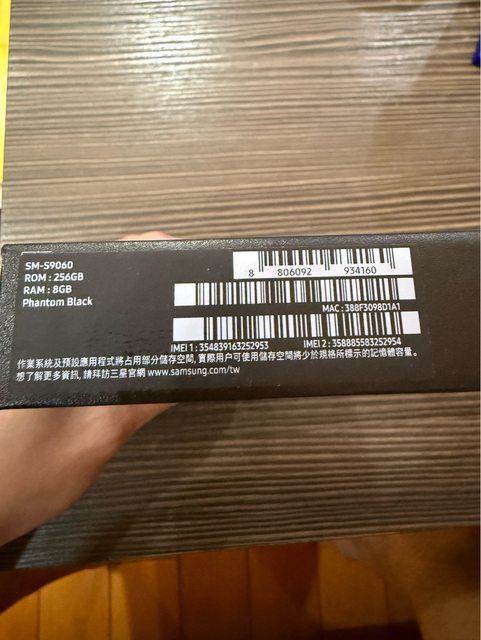 SM-S9060
ROM : 256GB
RAM : 8GB
Phantom Black
8 806092 934160
MAC : 388F3098D1A1
IMEI 1 : 354839163252953 IMEI 2 : 358885583252954
作業系統及預設應用程式將占用部分儲存空間, 實際用戶可使用儲存空間將少於規格所標示的記憶體容量。
想了解更多資訊, 請拜訪三星官網 www.samsung.com/tw